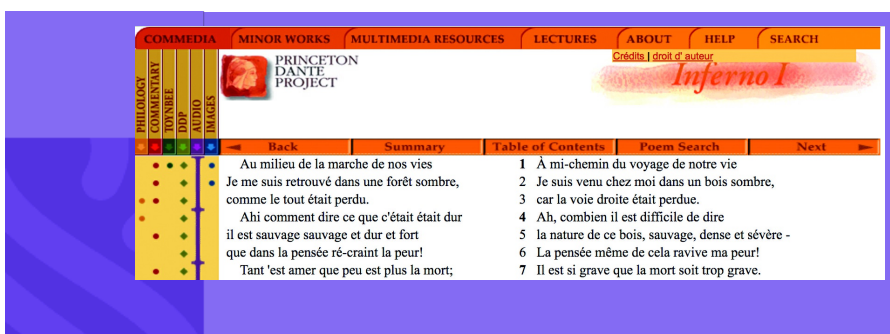 COMMEDIA MINOR WORKS MULTIMEDIA RESOURCES LECTURES ABOUT HELP SEARCH
Crédits | droit d' auteur
PRINCETON
DANTE
PROJECT
Inferno I
PHILOLOGY
COMMENTARY
TOYNBEE
DDP
AUDIO
IMAGES
Back Summary Table of Contents Poem Search Next
Au milieu de la marche de nos vies
Je me suis retrouvé dans une forêt sombre,
comme le tout était perdu.
Ahi comment dire ce que c'était était dur
il est sauvage sauvage et dur et fort
que dans la pensée ré-craint la peur!
Tant 'est amer que peu est plus la mort;
1 À mi-chemin du voyage de notre vie
2 Je suis venu chez moi dans un bois sombre,
3 car la voie droite était perdue.
4 Ah, combien il est difficile de dire
5 la nature de ce bois, sauvage, dense et sévère -
6 La pensée même de cela ravive ma peur!
7 Il est si grave que la mort soit trop grave.